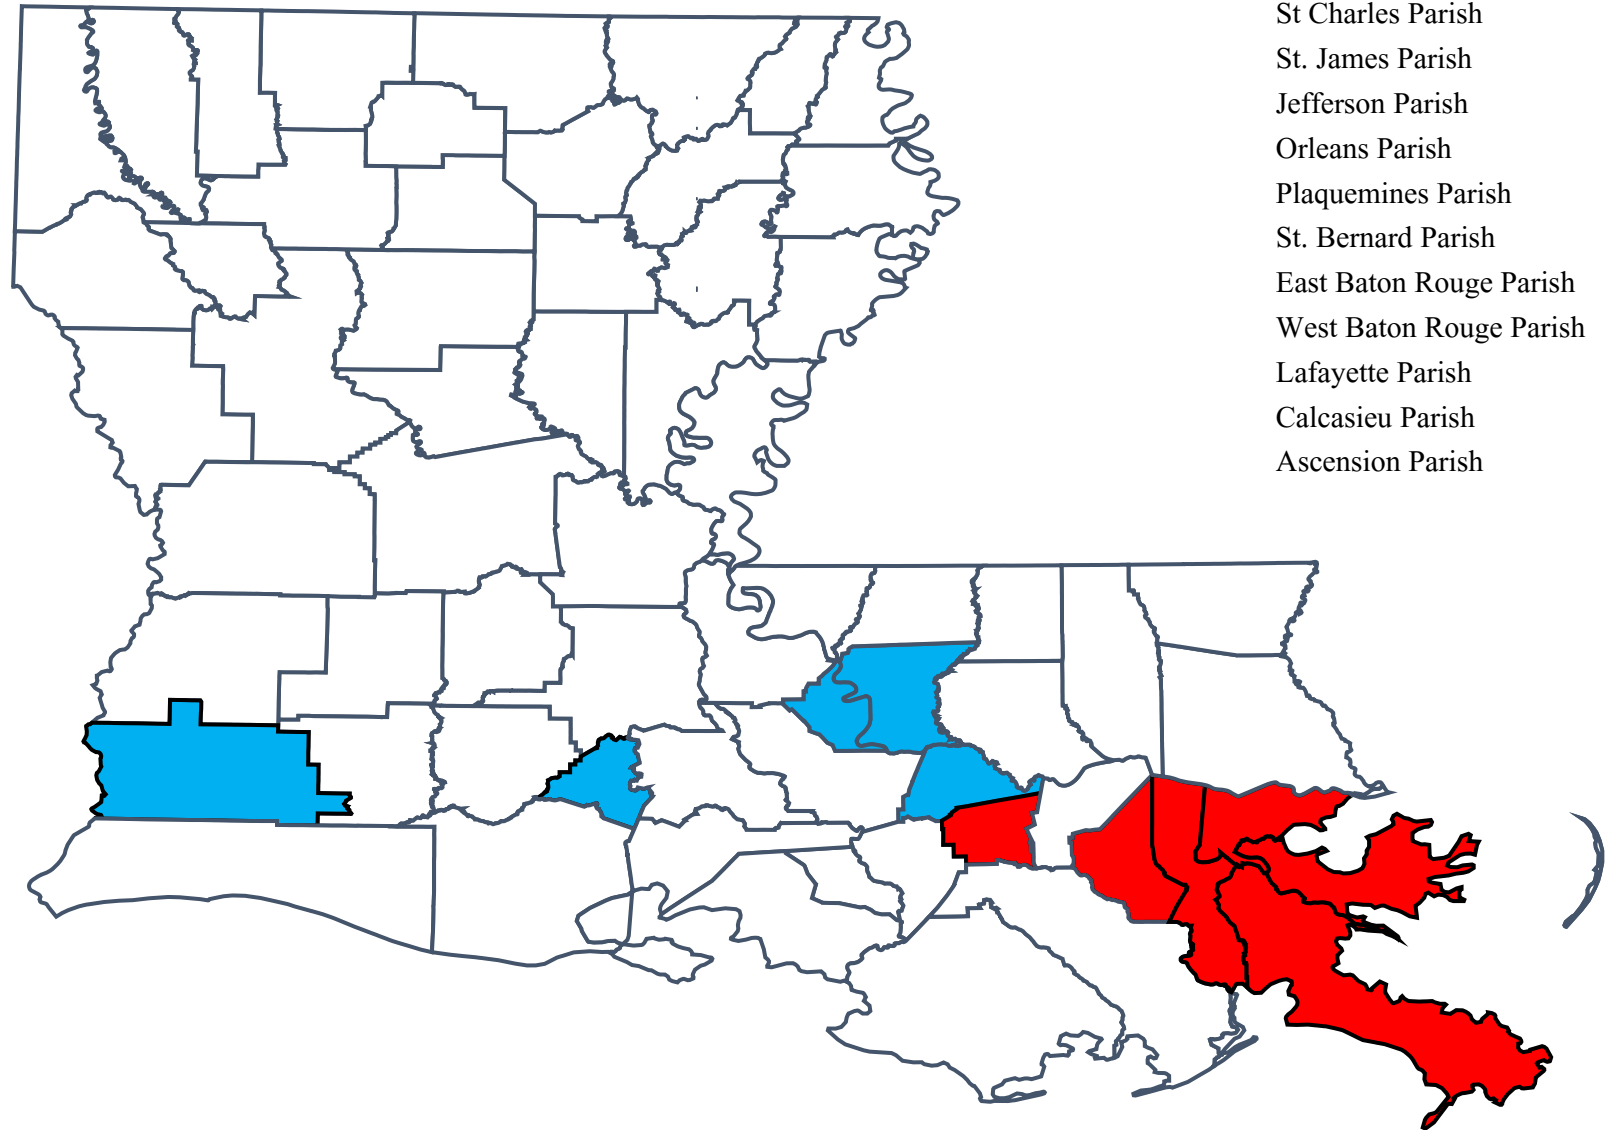 St Charles Parish
St. James Parish
Jefferson Parish
Orleans Parish
Plaquemines Parish
St. Bernard Parish
East Baton Rouge Parish
West Baton Rouge Parish
Lafayette Parish
Calcasieu Parish
Ascension Parish